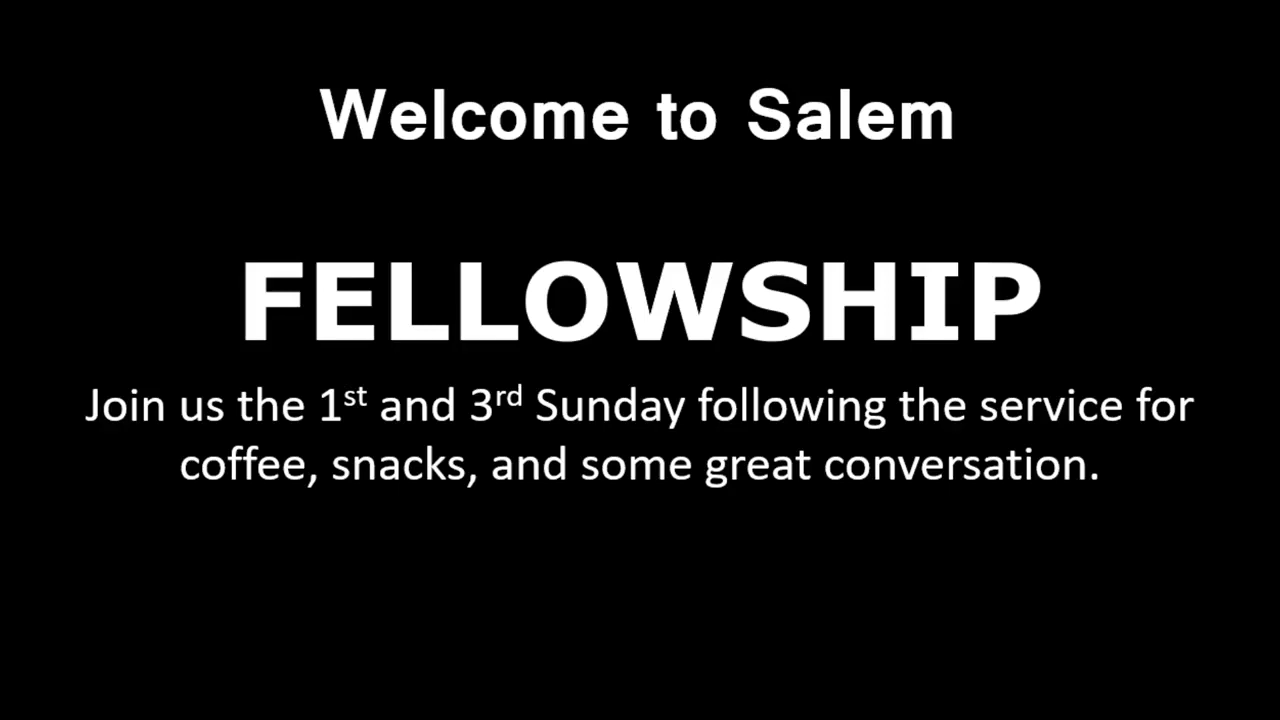 Welcome to Salem
FELLOWSHIP
Join us the 1st and 3rd Sunday following the service for
coffee, snacks, and some great conversation.